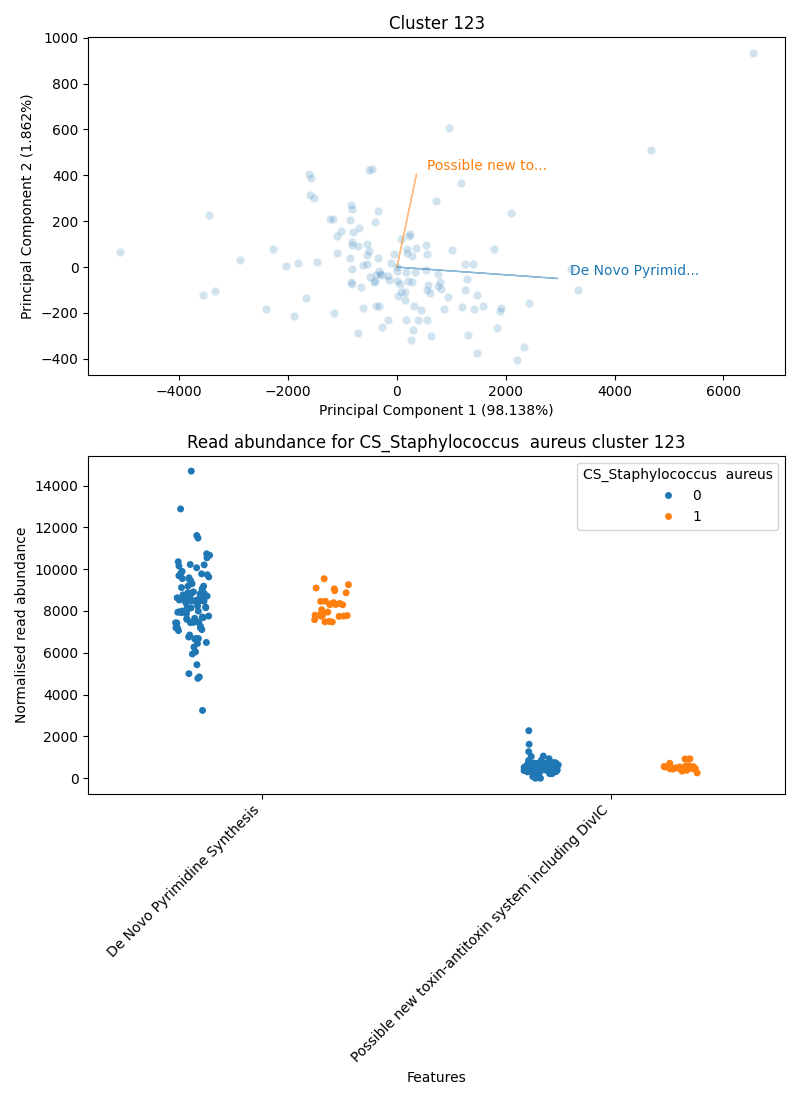 Cluster 123
1000
800
600
400
200
0
−200
−400
Principal Component 2 (1.862%)
Possible new to...
De Novo Pyrimid...
−4000 −2000 0 2000 4000 6000
Principal Component 1 (98.138%)
Read abundance for CS_Staphylococcus  aureus cluster 123
14000
12000
10000
8000
6000
4000
2000
0
Normalised read abundance
CS_Staphylococcus  aureus
0
1
De Novo Pyrimidine Synthesis
Possible new toxin-antitoxin system including DivIC
Features